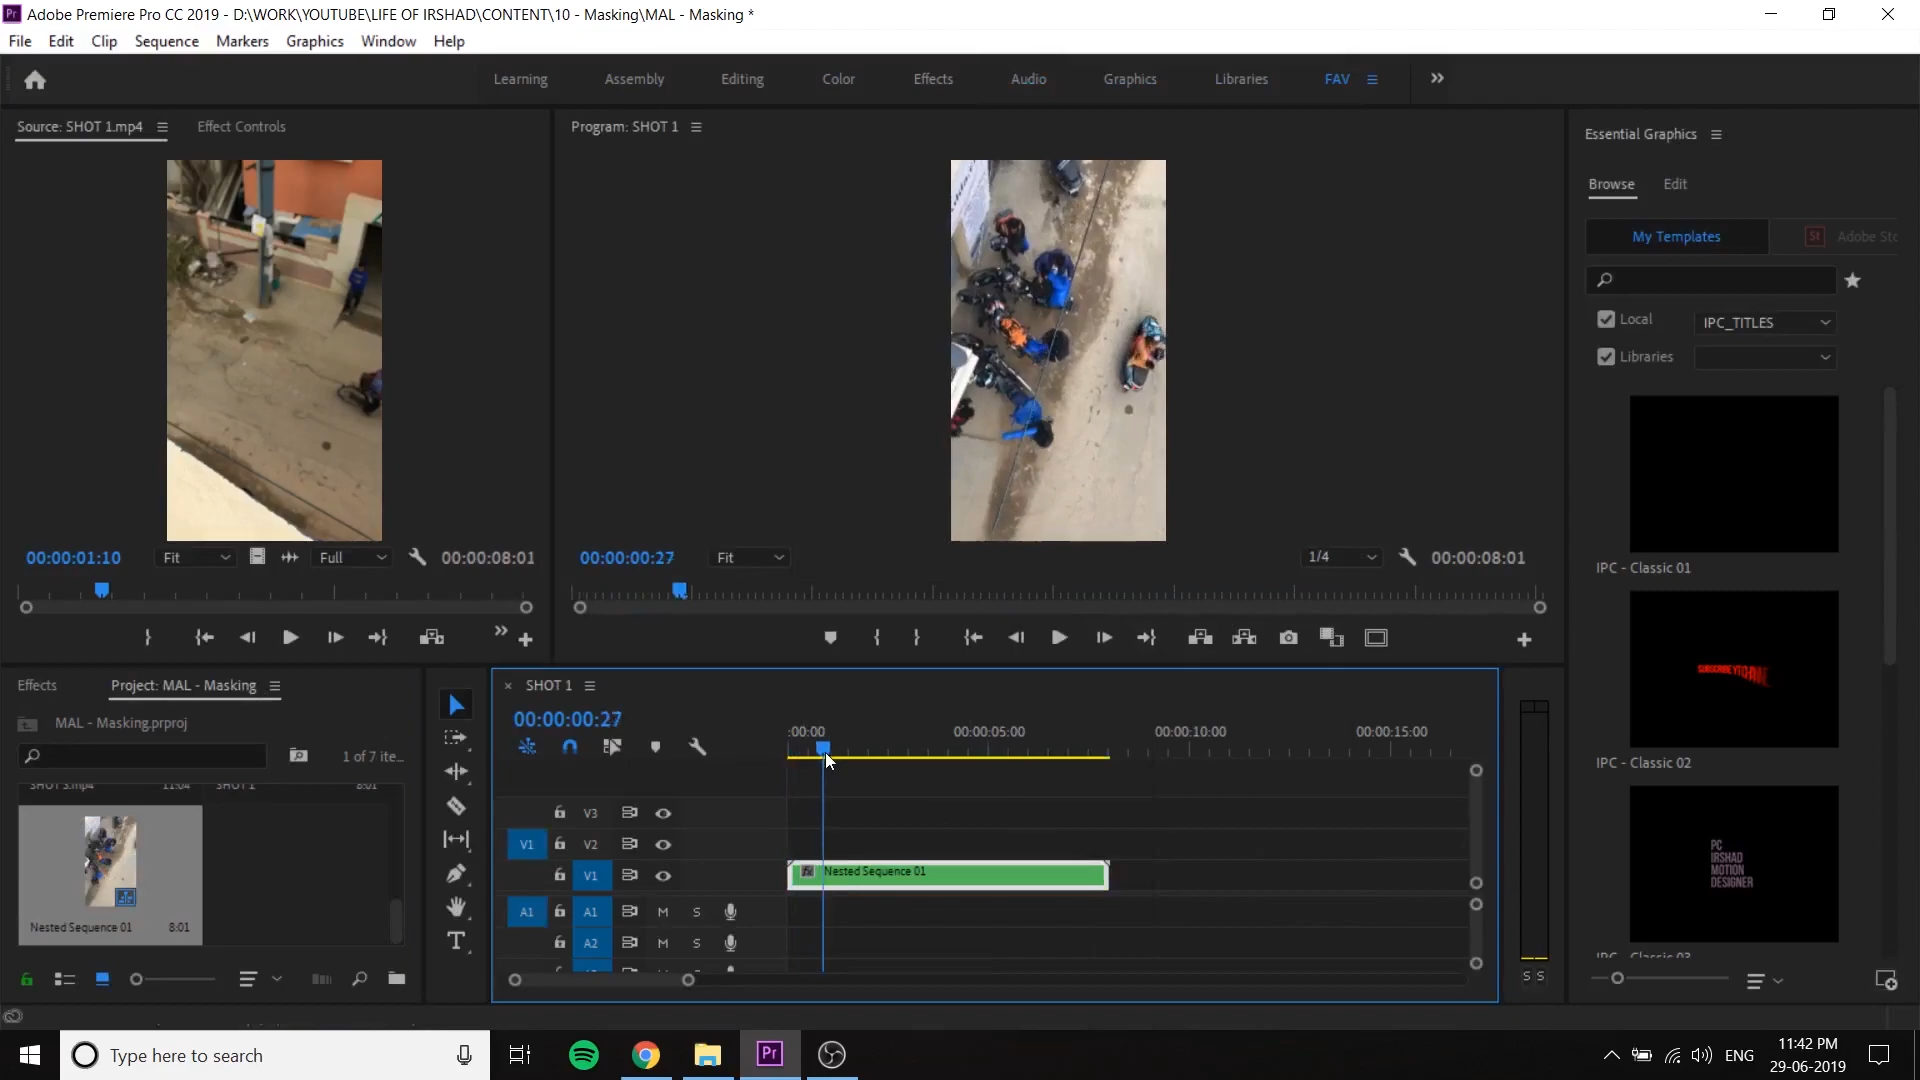 Adobe Premiere Pro CC 2019 - D:\WORK\YOUTUBE\LIFE OF IRSHAD\CONTENT\10 - Masking\MAL - Masking *
File Edit Clip Sequence Markers Graphics Window Help
Learning Assembly Editing Color Effects Audio Graphics Libraries FAV
Source: SHOT 1.mp4 Effect Controls
Program: SHOT 1
Essential Graphics
Browse Edit
My Templates St Adobe Stc
Local IPC_TITLES
Libraries
IPC - Classic 01
00:00:01:10 Fit Full 00:00:08:01
00:00:00:27 Fit 1/4 00:00:08:01
IPC - Classic 02
PC
IRSHAD
MOTION
DESIGNER
IPC - Classic 03
Effects Project: MAL - Masking
MAL - Masking.prproj
1 of 7 ite...
SHOT 3.mp4 11:04 8:01
Nested Sequence 01 8:01
SHOT 1
00:00:00:27
:00:00 00:00:05:00 00:00:10:00 00:00:15:00
V3
V1 V2
V1 Nested Sequence 01
A1 A1 M S
A2 M S
S S
Type here to search
Pr
ENG
11:42 PM
29-06-2019